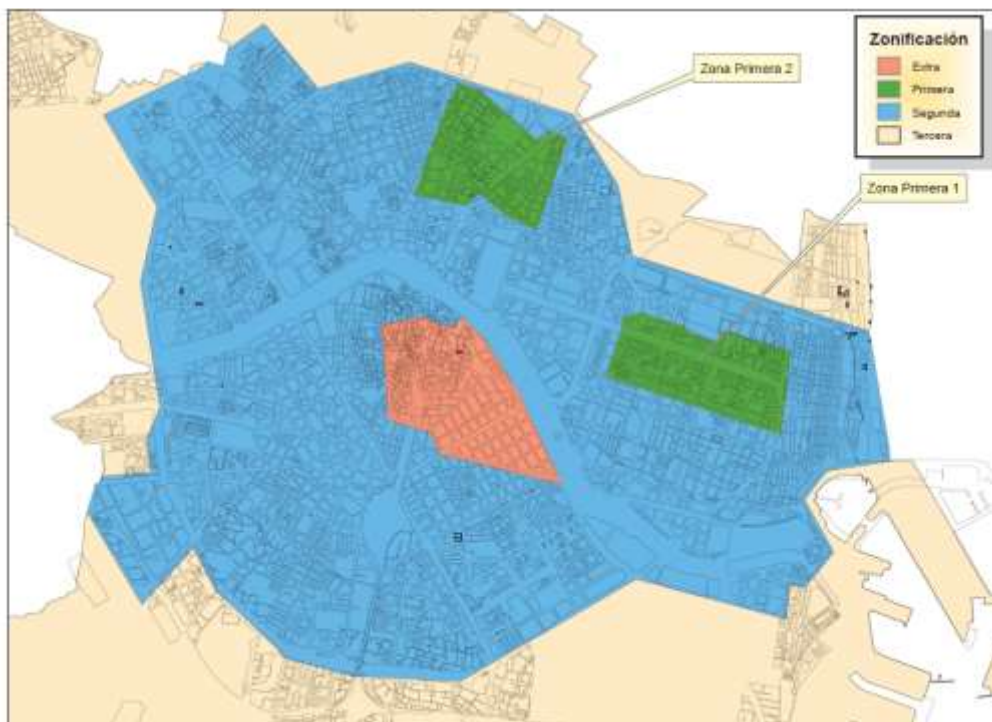 Zonificación
Extra
Primera
Segunda
Tercera
Zona Primera 2
Zona Primera 1